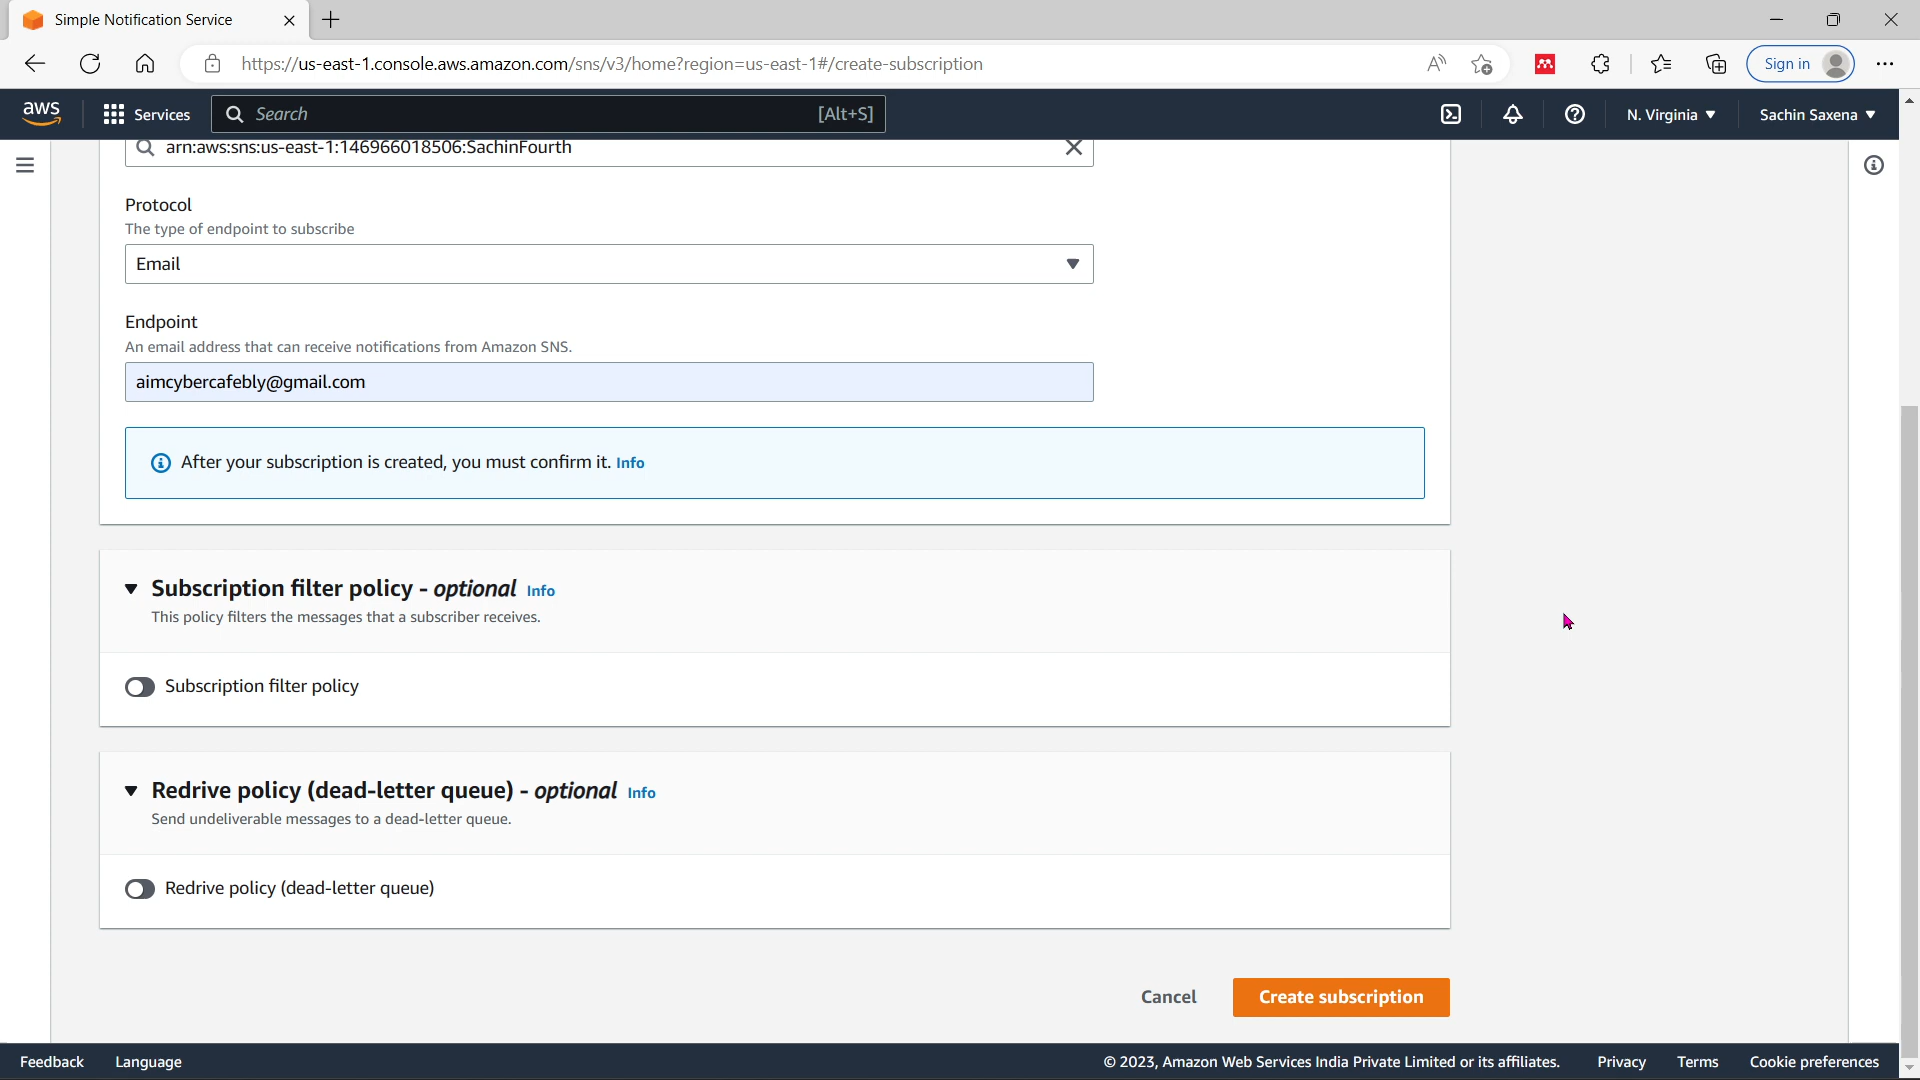 Simple Notification Service
https://us-east-1.console.aws.amazon.com/sns/v3/home?region=us-east-1#/create-subscription
Sign in
aws
Services
Search
[Alt+S]
N. Virginia
Sachin Saxena
arn:aws:sns:us-east-1:146966018506:SachinFourth
Protocol
The type of endpoint to subscribe
Email
Endpoint
An email address that can receive notifications from Amazon SNS.
aimcybercafebly@gmail.com
After your subscription is created, you must confirm it. Info
Subscription filter policy - optional Info
This policy filters the messages that a subscriber receives.
Subscription filter policy
Redrive policy (dead-letter queue) - optional Info
Send undeliverable messages to a dead-letter queue.
Redrive policy (dead-letter queue)
Cancel
Create subscription
Feedback
Language
© 2023, Amazon Web Services India Private Limited or its affiliates.
Privacy
Terms
Cookie preferences